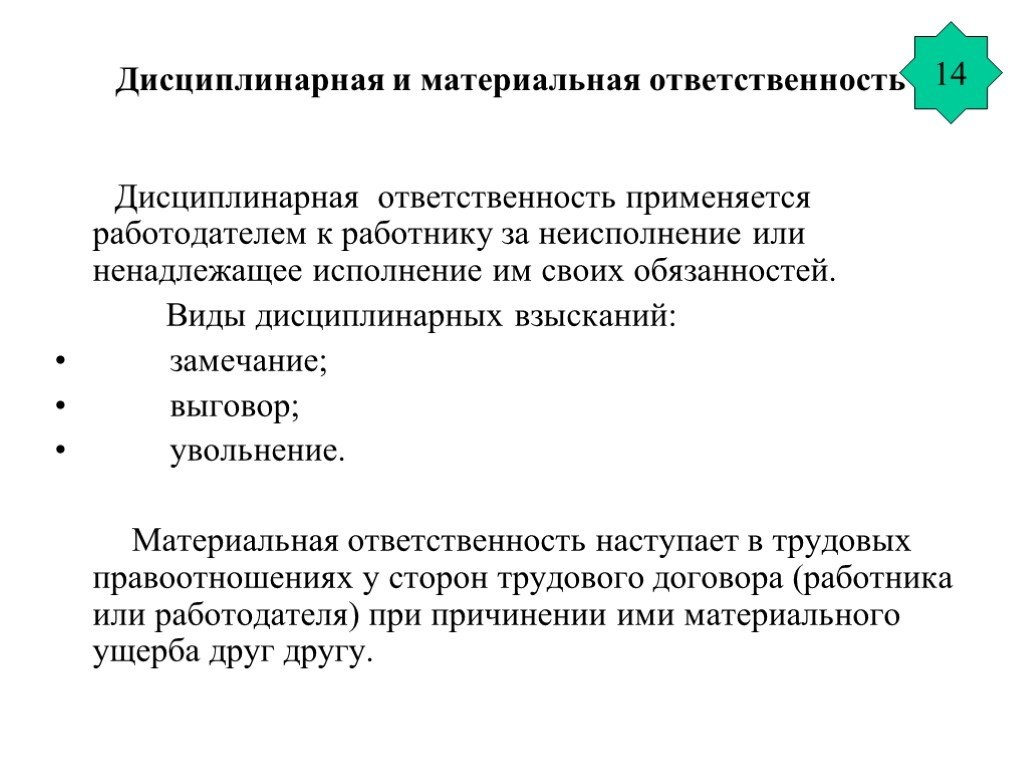 Дисциплинарная и материальная ответственность
14
Дисциплинарная ответственность применяется
работодателем к работнику за неисполнение или
ненадлежащее исполнение им своих обязанностей.
Виды дисциплинарных взысканий:
• замечание;
• выговор;
• увольнение.
Материальная ответственность наступает в трудовых
правоотношениях у сторон трудового договора (работника
или работодателя) при причинении ими материального
ущерба друг другу.